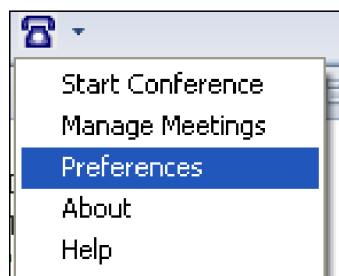 Start Conference
Manage Meetings
Preferences
About
Help